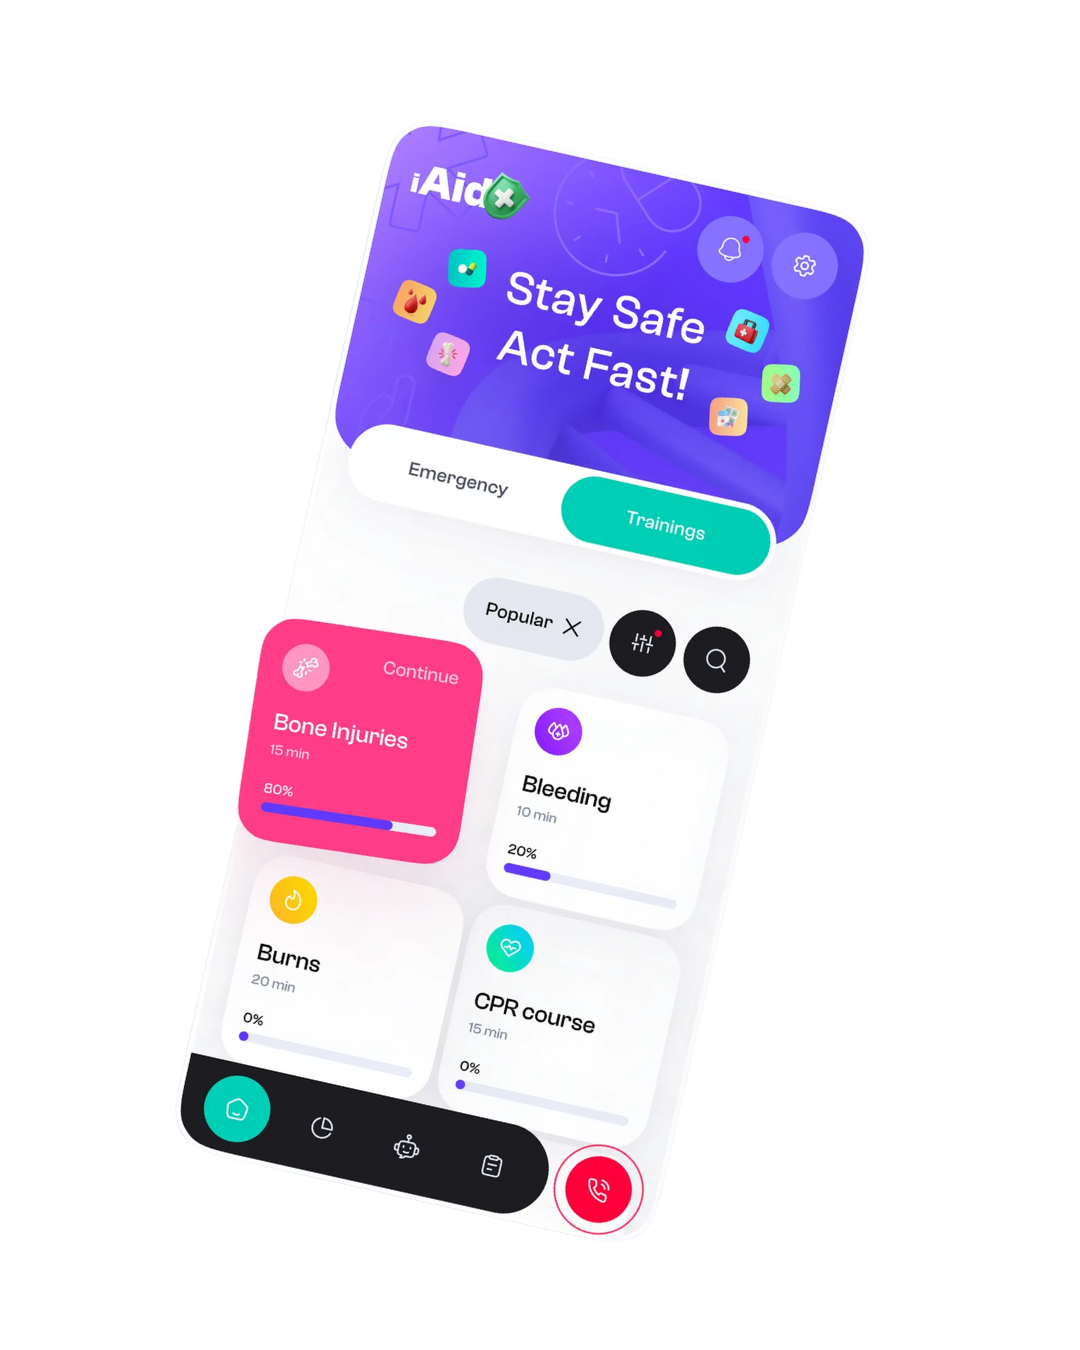 iAid
Stay Safe
Act Fast!
Emergency
Trainings
Popular
Continue
Bone Injuries
15 min
80%
Bleeding
10 min
20%
Burns
20 min
0%
CPR course
15 min
0%